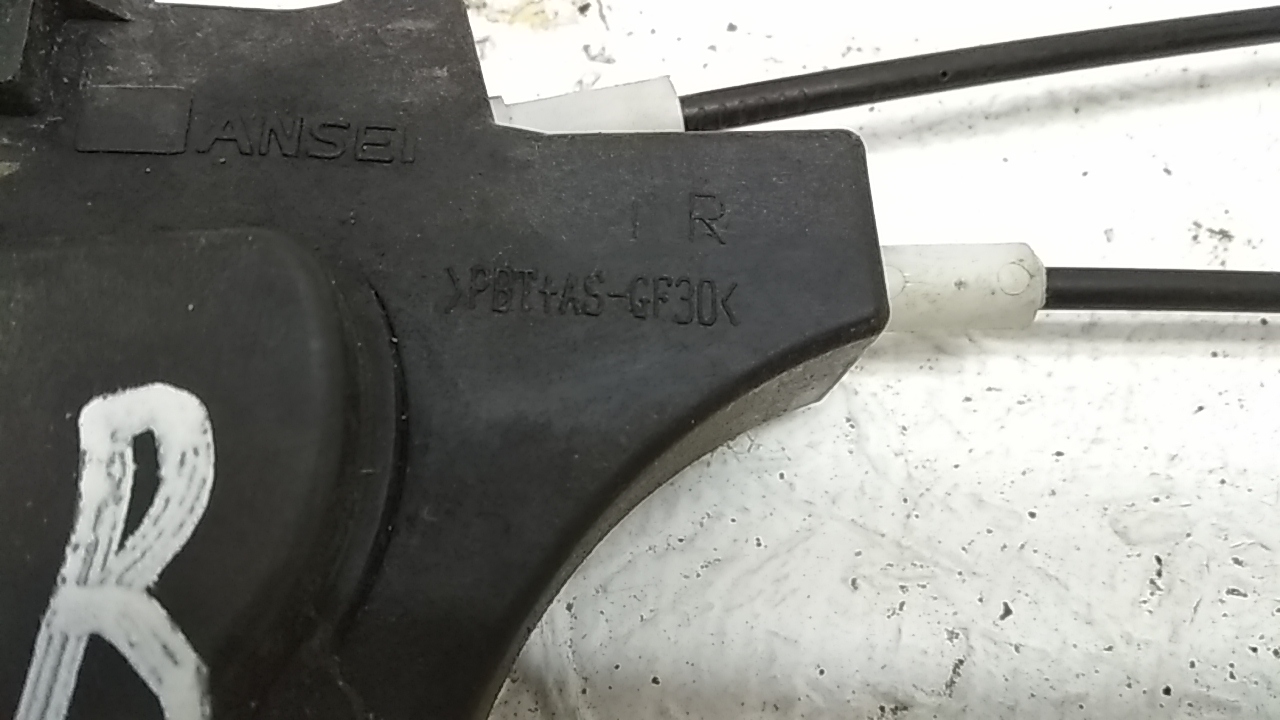 ANSEI
I R
>PBT+AS-GF30<
R